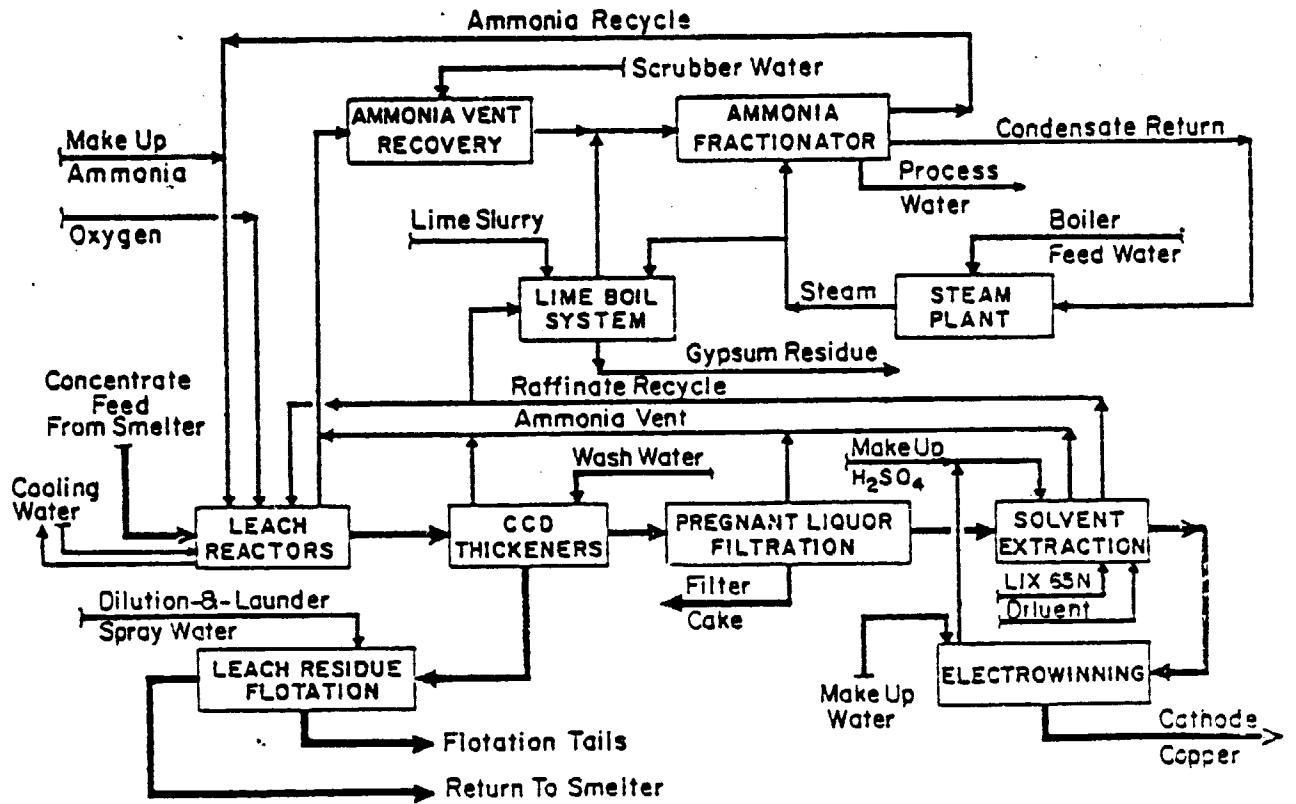 Ammonia Recycle
Scrubber Water
AMMONIA VENT
RECOVERY
AMMONIA
FRACTIONATOR
Make Up
Ammonia
Condensate Return
Process
Water
Oxygen
Lime Slurry
Boiler
Feed Water
LIME BOIL
SYSTEM
Steam
STEAM
PLANT
Gypsum Residue
Concentrate
Feed
From Smelter
Raffinate Recycle
Ammonia Vent
Wash Water
Make Up
H₂SO₄
Cooling
Water
LEACH
REACTORS
CCD
THICKENERS
PREGNANT LIQUOR
FILTRATION
SOLVENT
EXTRACTION
Filter
Cake
LIX 65N
Driluent
Dilution-&-Launder
Spray Water
LEACH RESIDUE
FLOTATION
ELECTROWINNING
Make Up
Water
Cathode
Copper
Flotation Tails
Return To Smelter